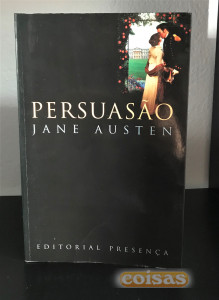 PERSUASÃO
JANE AUSTEN
EDITORIAL PRESENÇA
coisas